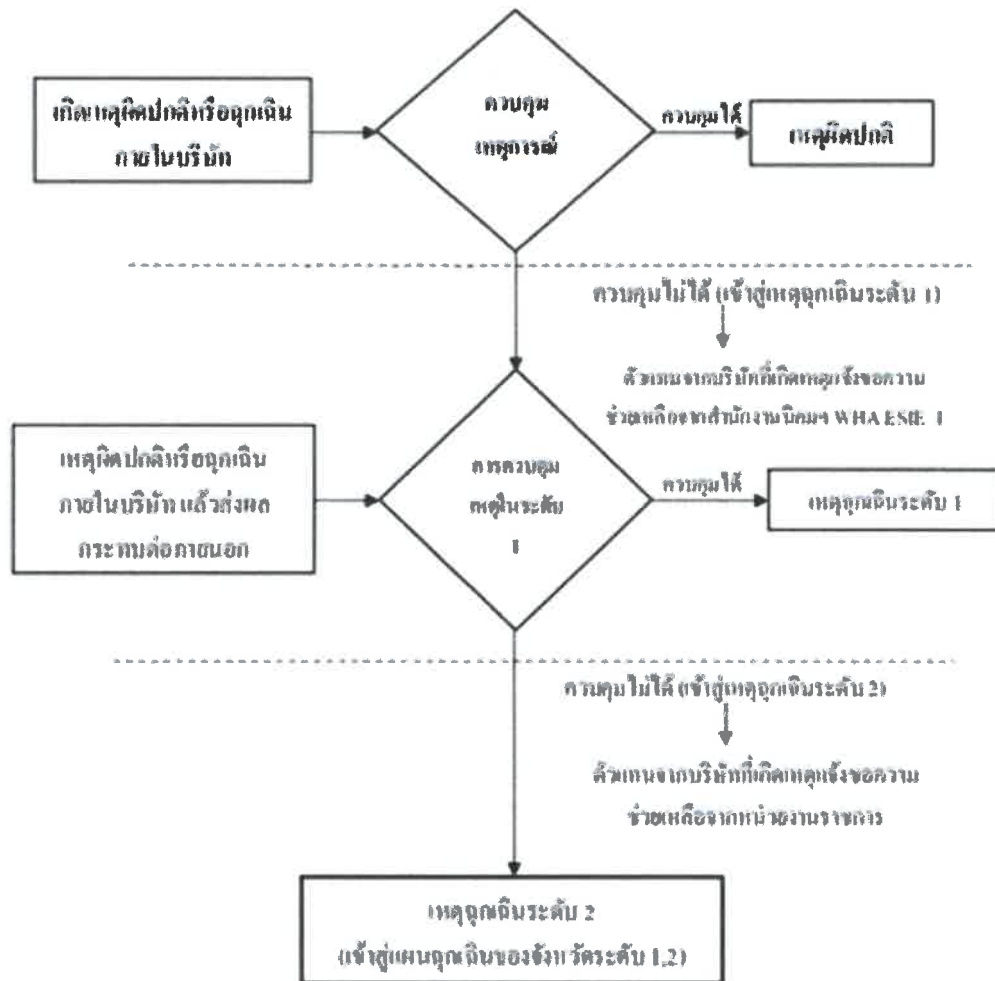 เกิดเหตุผิดปกติหรือฉุกเฉิน
ภายในบริษัท
ควบคุม
เหตุการณ์
ควบคุมได้
เหตุผิดปกติ
ควบคุมไม่ได้ (เข้าสู่เหตุฉุกเฉินระดับ 1)
ตัวแทนจากบริษัทที่เกิดเหตุแจ้งขอความ
ช่วยเหลือจากสำนักงานนิคมฯ WHA ESIE 1
เหตุผิดปกติหรือฉุกเฉิน
ภายในบริษัท แล้วส่งผล
กระทบต่อภายนอก
การควบคุม
เหตุในระดับ
1
ควบคุมได้
เหตุฉุกเฉินระดับ 1
ควบคุมไม่ได้ (เข้าสู่เหตุฉุกเฉินระดับ 2)
ตัวแทนจากบริษัทที่เกิดเหตุแจ้งขอความ
ช่วยเหลือจากหน่วยงานราชการ
เหตุฉุกเฉินระดับ 2
(เข้าสู่แผนฉุกเฉินของจังหวัดระดับ 1,2)